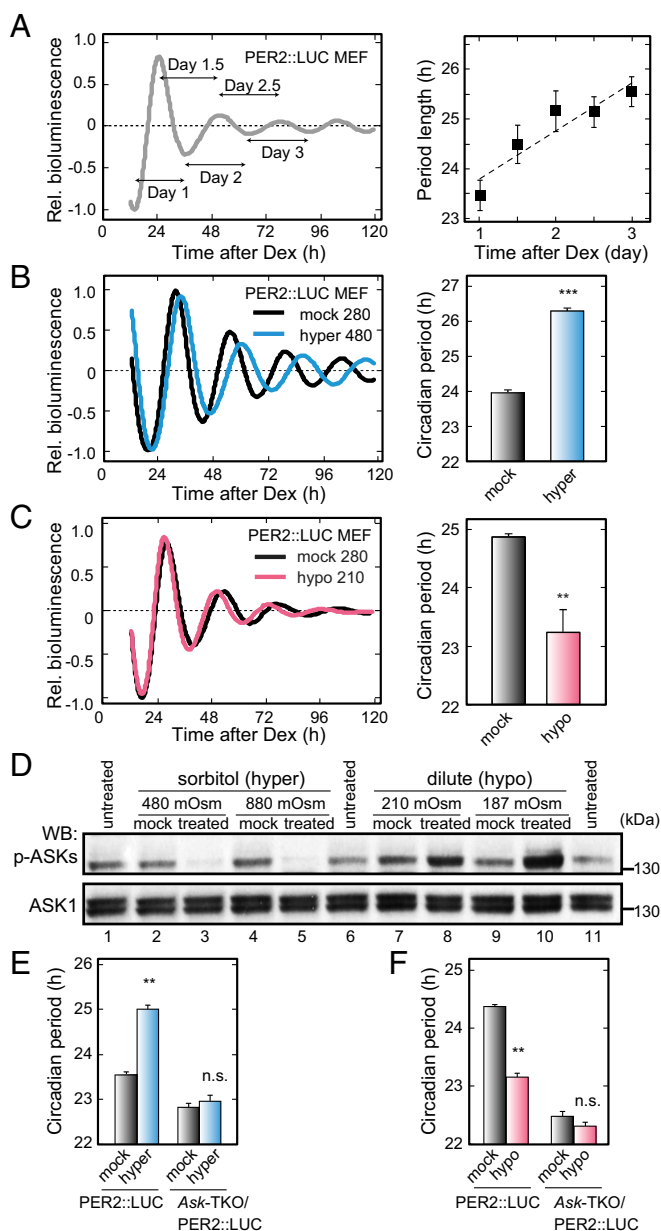 A
PER2::LUC MEF
Day 1.5
Day 2.5
Day 3
Day 2
Day 1
Rel. bioluminescence
1.0
0.5
0
-0.5
-1.0
0 24 48 72 96 120
Time after Dex (h)
Period length (h)
26
25
24
23
1 2 3
Time after Dex (day)
B
PER2::LUC MEF
mock 280
hyper 480
Rel. bioluminescence
1.0
0.5
0
-0.5
-1.0
0 24 48 72 96 120
Time after Dex (h)
Circadian period (h)
27
26
25
24
23
22
***
mock hyper
C
PER2::LUC MEF
mock 280
hypo 210
Rel. bioluminescence
1.0
0.5
0
-0.5
-1.0
0 24 48 72 96 120
Time after Dex (h)
Circadian period (h)
25
24
23
22
**
mock hypo
D
untreated sorbitol (hyper) untreated dilute (hypo) untreated
480 mOsm 880 mOsm 210 mOsm 187 mOsm (kDa)
mock treated mock treated mock treated mock treated
WB:
p-ASKs
130
ASK1
130
1 2 3 4 5 6 7 8 9 10 11
E
Circadian period (h)
26
25
24
23
22
**
n.s.
mock hyper mock hyper
PER2::LUC Ask-TKO/
PER2::LUC
F
Circadian period (h)
25
24
23
22
**
n.s.
mock hypo mock hypo
PER2::LUC Ask-TKO/
PER2::LUC